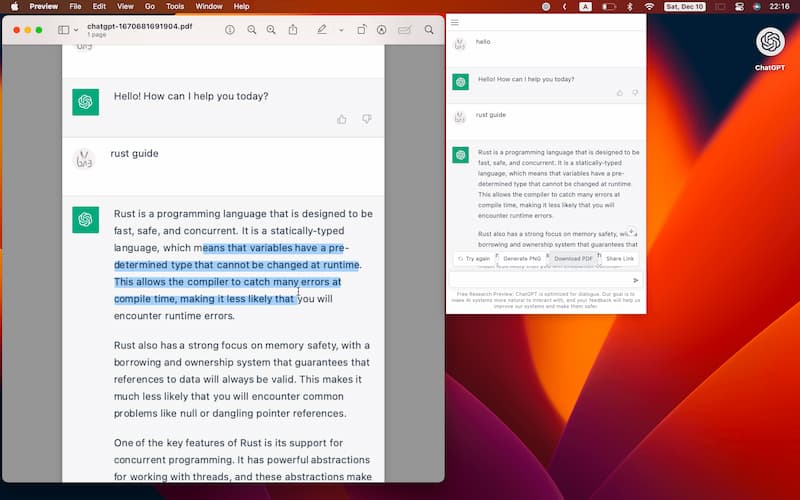 Preview File Edit View Go Tools Window Help
A Sat, Dec 10 22:16
chatgpt-1670681691904.pdf
1 page
Hello! How can I help you today?
rust guide
Rust is a programming language that is designed to be
fast, safe, and concurrent. It is a statically-typed
language, which means that variables have a pre-
determined type that cannot be changed at runtime.
This allows the compiler to catch many errors at
compile time, making it less likely that you will
encounter runtime errors.
Rust also has a strong focus on memory safety, with a
borrowing and ownership system that guarantees that
references to data will always be valid. This makes it
much less likely that you will encounter common
problems like null or dangling pointer references.
One of the key features of Rust is its support for
concurrent programming. It has powerful abstractions
for working with threads, and these abstractions make
hello
Hello! How can I help you today?
rust guide
Rust is a programming language that is designed to be
fast, safe, and concurrent. It is a statically-typed
language, which means that variables have a pre-
determined type that cannot be changed at runtime.
This allows the compiler to catch many errors at
compile time, making it less likely that you will
encounter runtime errors.
Rust also has a strong focus on memory safety,
borrowing and ownership system that guarantees that
Try again Generate PNG Download PDF Share Link
Free Research Preview: ChatGPT is optimized for dialogue. Our goal is to
make AI systems more natural to interact with, and your feedback will help us
improve our systems and make them safer.
ChatGPT